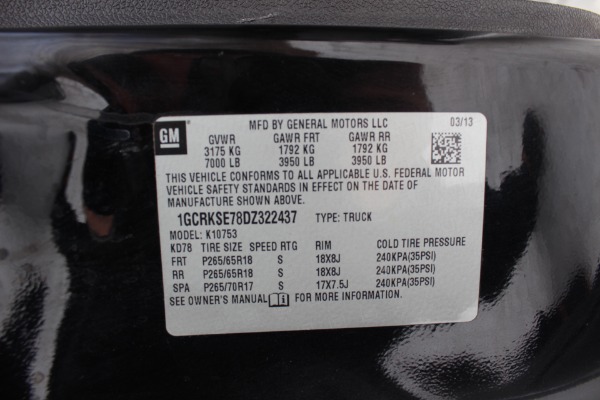 GM
MFD BY GENERAL MOTORS LLC 03/13
GVWR GAWR FRT GAWR RR
3175 KG 1792 KG 1792 KG
7000 LB 3950 LB 3950 LB
THIS VEHICLE CONFORMS TO ALL APPLICABLE U.S. FEDERAL MOTOR
VEHICLE SAFETY STANDARDS IN EFFECT ON THE DATE OF
MANUFACTURE SHOWN ABOVE.
1GCRKSE78DZ322437 TYPE: TRUCK
MODEL: K10753
KD78 TIRE SIZE SPEED RTG RIM COLD TIRE PRESSURE
FRT P265/65R18 S 18X8J 240KPA(35PSI)
RR P265/65R18 S 18X8J 240KPA(35PSI)
SPA P265/70R17 S 17X7.5J 240KPA(35PSI)
SEE OWNER'S MANUAL FOR MORE INFORMATION.